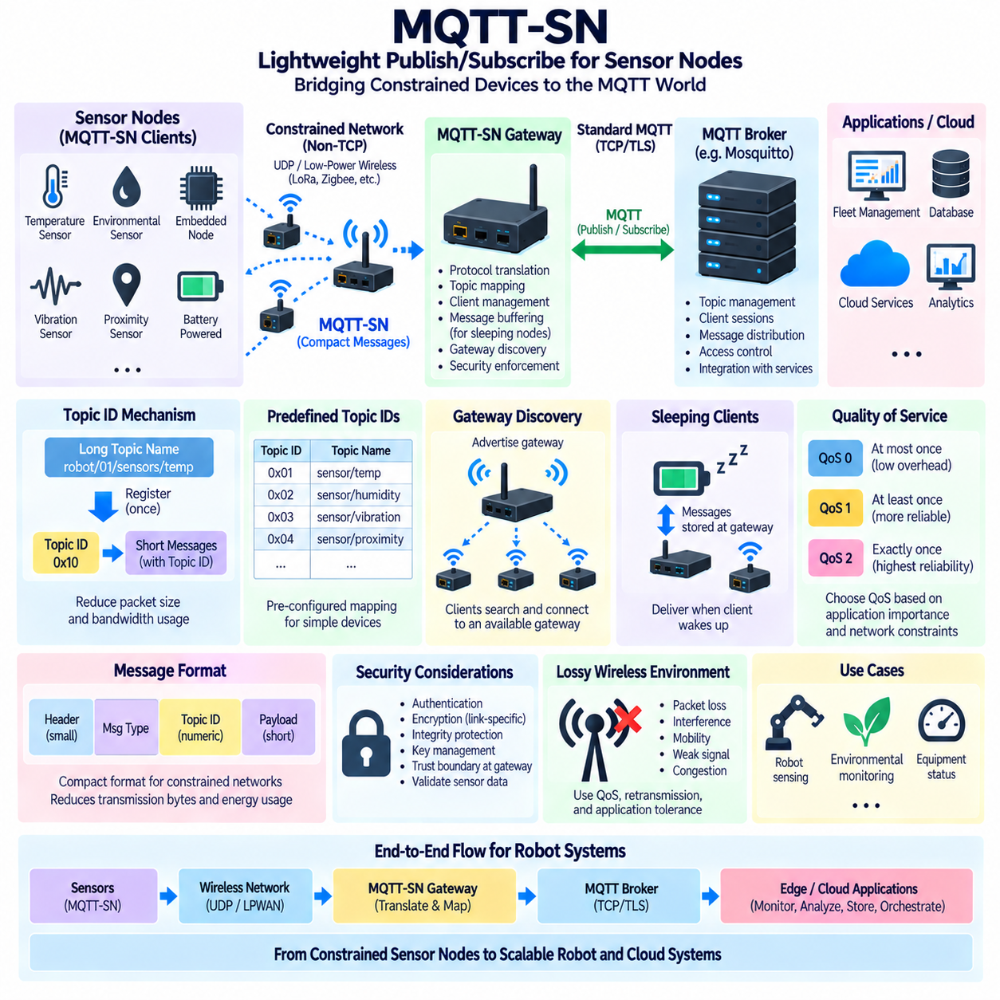 MQTT-SN
Lightweight Publish/Subscribe for Sensor Nodes
Bridging Constrained Devices to the MQTT World
Sensor Nodes
(MQTT-SN Clients)
Temperature
Sensor
Environmental
Sensor
Embedded
Node
Vibration
Sensor
Proximity
Sensor
Battery
Powered
...
Constrained Network
(Non-TCP)
UDP / Low-Power Wireless
(LoRa, Zigbee, etc.)
MQTT-SN
(Compact Messages)
MQTT-SN Gateway
• Protocol translation
• Topic mapping
• Client management
• Message buffering
(for sleeping nodes)
• Gateway discovery
• Security enforcement
Standard MQTT
(TCP/TLS)
MQTT
(Publish / Subscribe)
MQTT Broker
(e.g. Mosquitto)
• Topic management
• Client sessions
• Message distribution
• Access control
• Integration with services
Applications / Cloud
Fleet Management
Database
Cloud Services
Analytics
...
Topic ID Mechanism
Long Topic Name
robot/01/sensors/temp
Register
(once)
Topic ID
0x10
Short Messages
(with Topic ID)
Reduce packet size
and bandwidth usage
Predefined Topic IDs
Topic ID Topic Name
0x01 sensor/temp
0x02 sensor/humidity
0x03 sensor/vibration
0x04 sensor/proximity
... ...
Pre-configured mapping
for simple devices
Gateway Discovery
Advertise gateway
Clients search and connect
to an available gateway
Sleeping Clients
z z z
Messages
stored at gateway
Deliver when client
wakes up
Quality of Service
QoS 0
At most once
(low overhead)
QoS 1
At least once
(more reliable)
QoS 2
Exactly once
(highest reliability)
Choose QoS based on
application importance
and network constraints
Message Format
Header
(small)
Msg Type
Topic ID
(numeric)
Payload
(short)
Compact format for constrained networks
Reduces transmission bytes and energy usage
Security Considerations
• Authentication
• Encryption (link-specific)
• Integrity protection
• Key management
• Trust boundary at gateway
• Validate sensor data
Lossy Wireless Environment
• Packet loss
• Interference
• Mobility
• Weak signal
• Congestion
Use QoS, retransmission,
and application tolerance
Use Cases
Robot
sensing
Environmental
monitoring
Equipment
status
...
End-to-End Flow for Robot Systems
Sensors
(MQTT-SN)
Wireless Network
(UDP / LPWAN)
MQTT-SN Gateway
(Translate & Map)
MQTT Broker
(TCP/TLS)
Edge / Cloud Applications
(Monitor, Analyze, Store, Orchestrate)
From Constrained Sensor Nodes to Scalable Robot and Cloud Systems